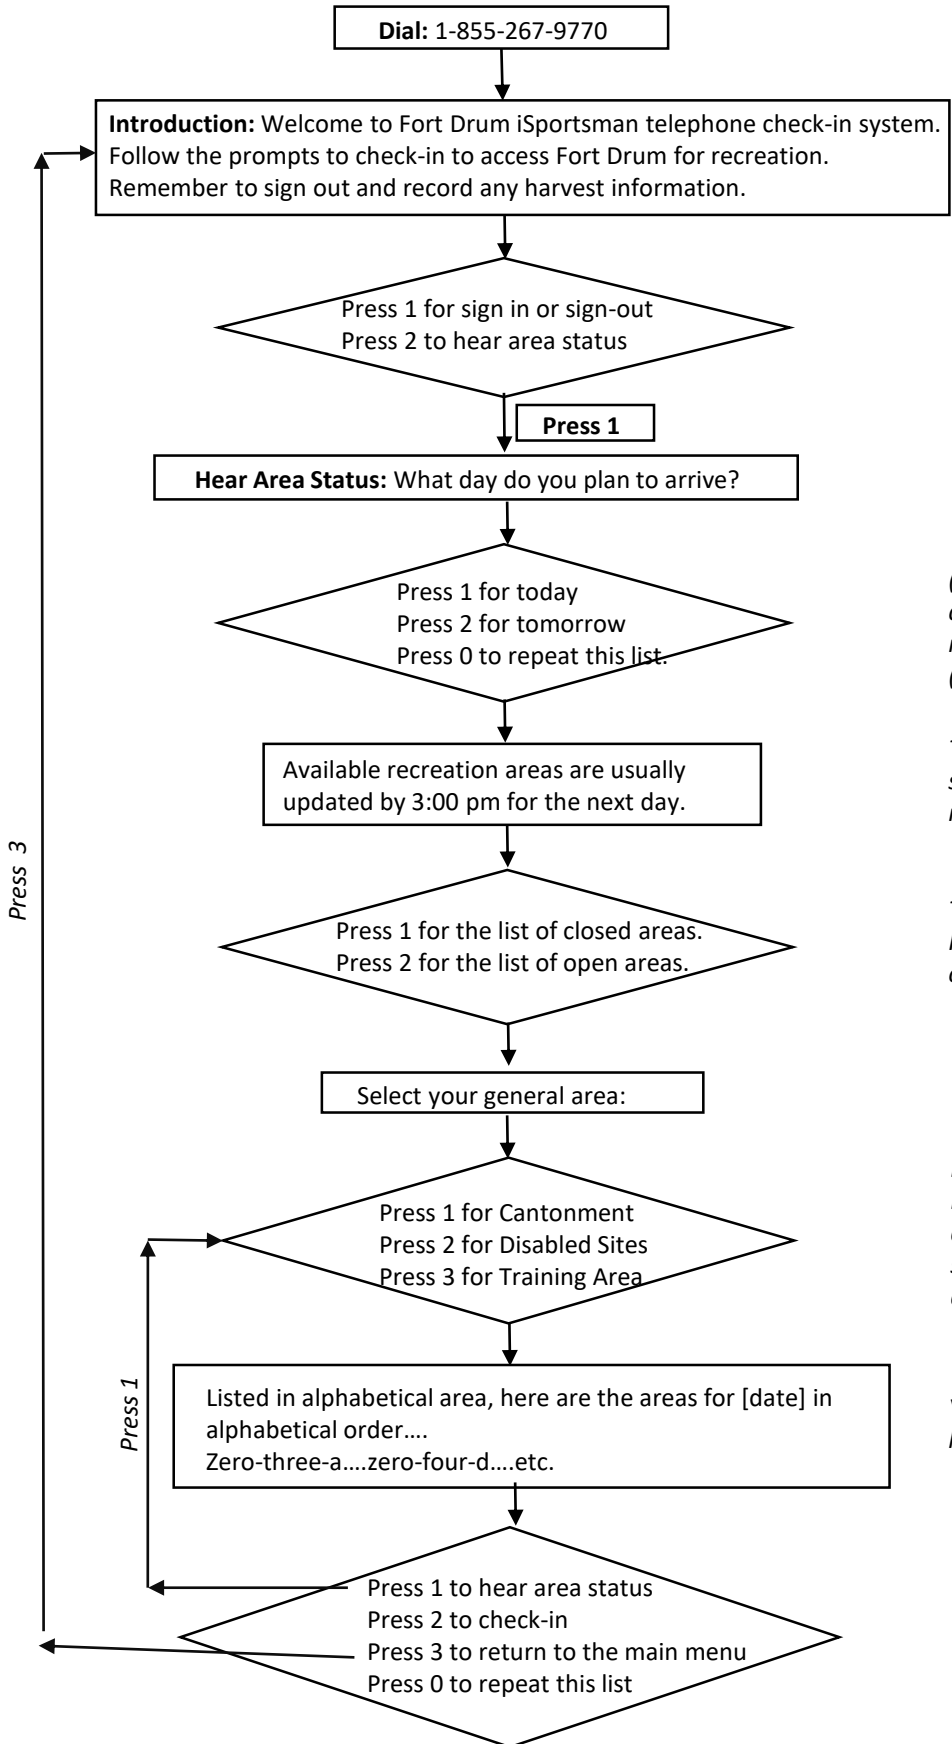 Dial: 1-855-267-9770
Introduction: Welcome to Fort Drum iSportsman telephone check-in system.
Follow the prompts to check-in to access Fort Drum for recreation.
Remember to sign out and record any harvest information.
Press 1 for sign in or sign-out
Press 2 to hear area status
Press 1
Hear Area Status: What day do you plan to arrive?
Press 1 for today
Press 2 for tomorrow
Press 0 to repeat this list.
Available recreation areas are usually
updated by 3:00 pm for the next day.
Press 3
Press 1 for the list of closed areas.
Press 2 for the list of open areas.
Select your general area:
Press 1 for Cantonment
Press 2 for Disabled Sites
Press 3 for Training Area
Press 1
Listed in alphabetical area, here are the areas for [date] in
alphabetical order….
Zero-three-a….zero-four-d….etc.
Press 1 to hear area status
Press 2 to check-in
Press 3 to return to the main menu
Press 0 to repeat this list